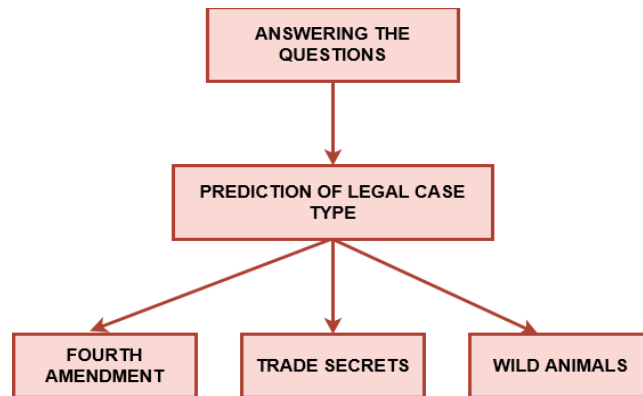 ANSWERING THE
QUESTIONS
PREDICTION OF LEGAL CASE
TYPE
FOURTH
AMENDMENT
TRADE SECRETS
WILD ANIMALS